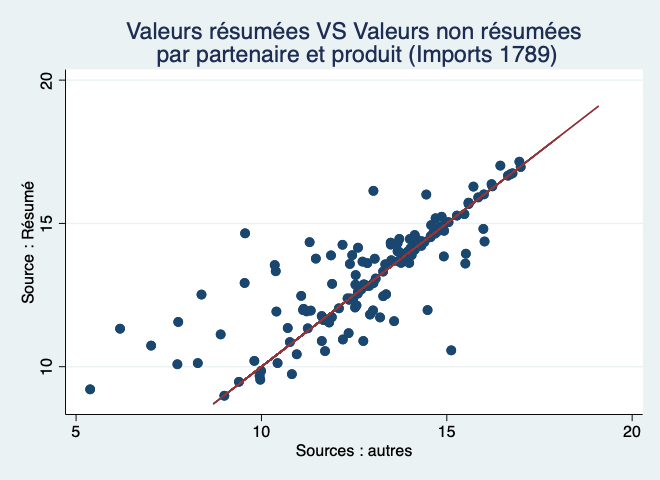 Valeurs résumées VS Valeurs non résumées
par partenaire et produit (Imports 1789)
Source : Résumé
20
15
10
5
10
15
20
Sources : autres